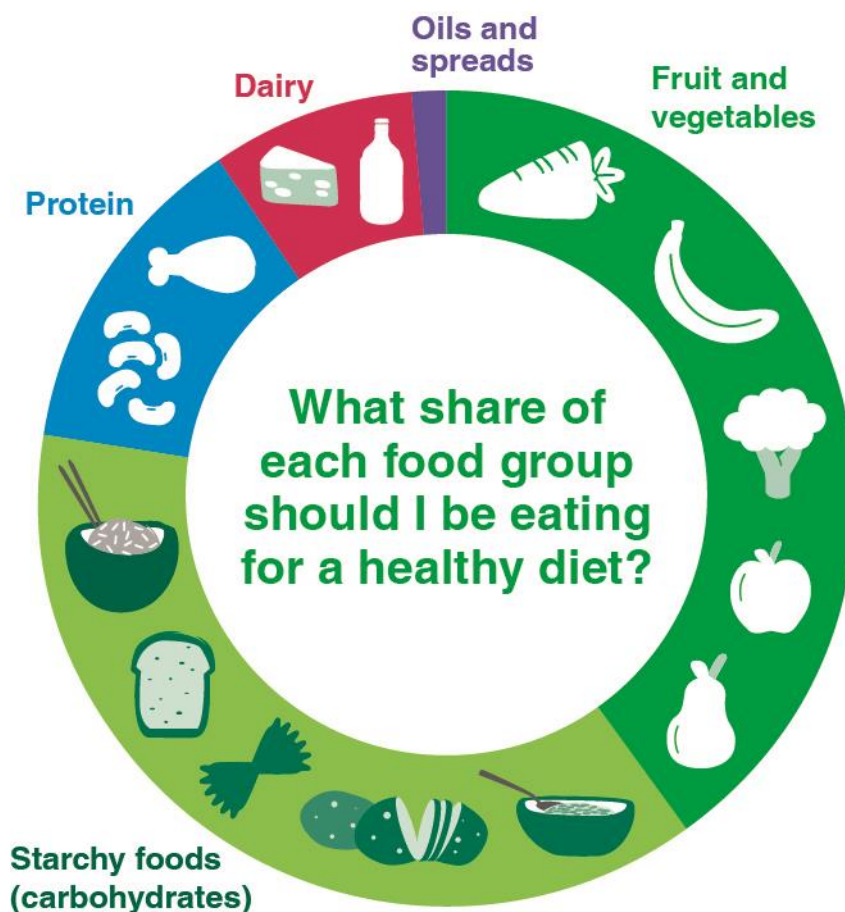 Oils and
spreads
Dairy
Fruit and
vegetables
Protein
What share of
each food group
should I be eating
for a healthy diet?
Starchy foods
(carbohydrates)